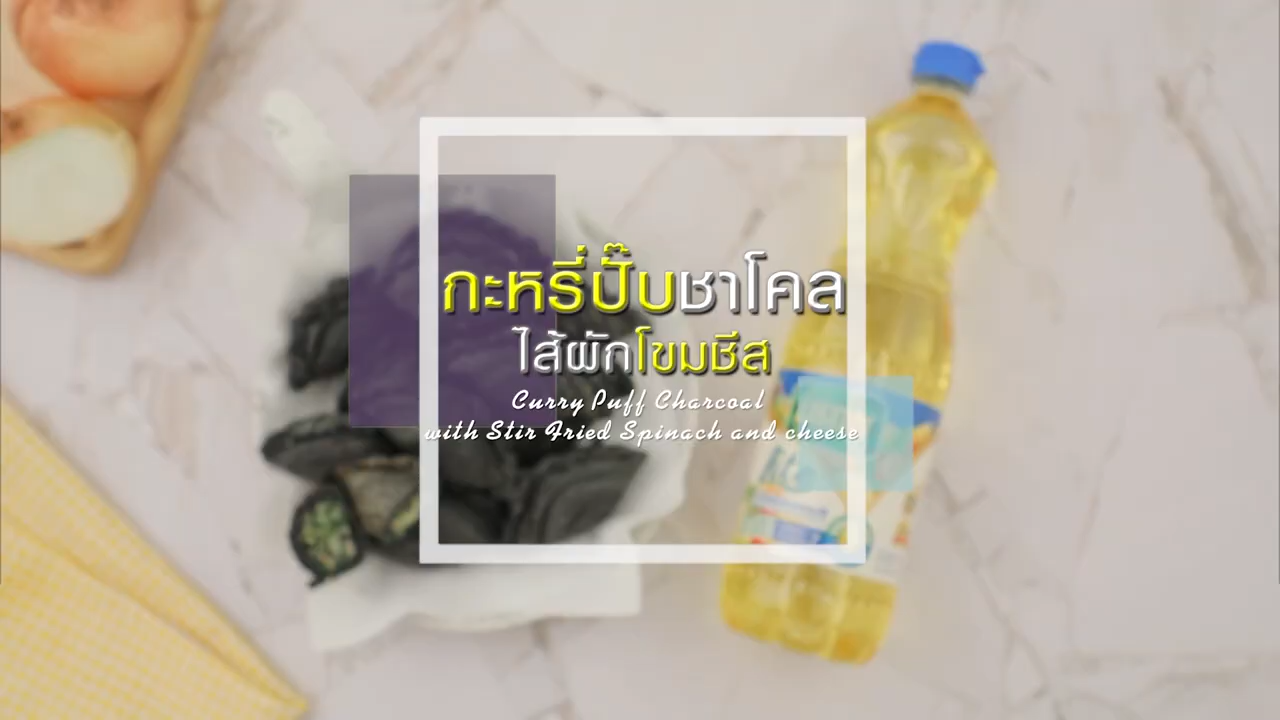 กะหรี่ปั๊บชาโคล
ไส้ผักโขมชีส
Curry Puff Charcoal
with Stir Fried Spinach and cheese